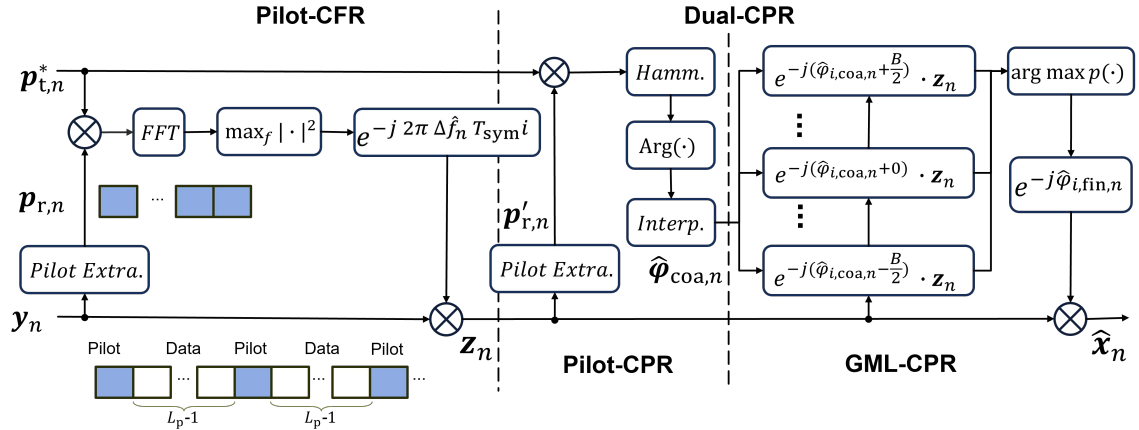 Pilot-CFR
Dual-CPR
p*_{t,n}
FFT
max_f |·|²
e^{-j 2π Δf̂_n T_sym i}
p_{r,n}
...
Pilot Extra.
y_n
z_n
p′_{r,n}
Pilot Extra.
Hamm.
Arg(·)
Interp.
φ̂_{coa,n}
e^{-j(φ̂_{i,coa,n}+B/2)} · z_n
⋮
e^{-j(φ̂_{i,coa,n}+0)} · z_n
⋮
e^{-j(φ̂_{i,coa,n}-B/2)} · z_n
arg max p(·)
e^{-jφ̂_{i,fin,n}}
x̂_n
Pilot-CPR
GML-CPR
Pilot Data Pilot Data Pilot
... ... ...
L_p-1 L_p-1